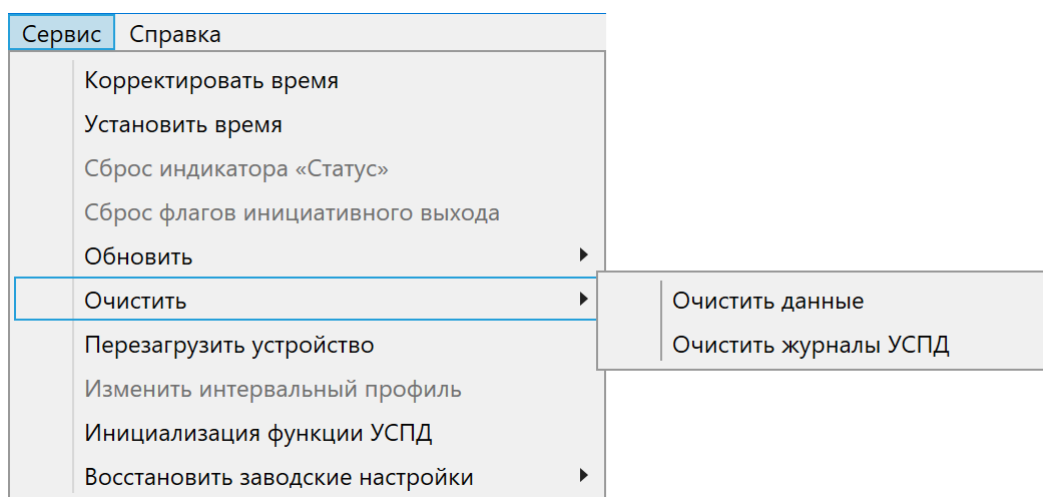 Сервис Справка
Корректировать время
Установить время
Сброс индикатора «Статус»
Сброс флагов инициативного выхода
Обновить
Очистить
Очистить данные
Очистить журналы УСПД
Перезагрузить устройство
Изменить интервальный профиль
Инициализация функции УСПД
Восстановить заводские настройки